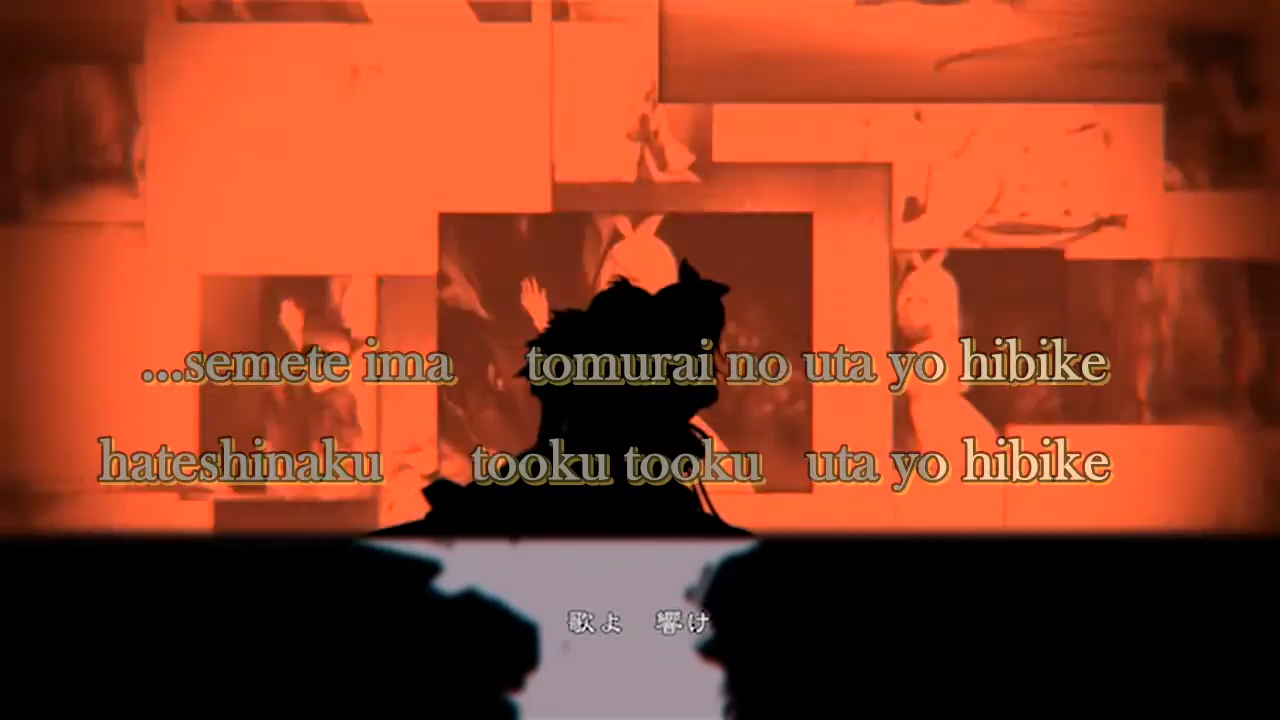 ...semete ima tomurai no uta yo hibike
hateshinaku tooku tooku uta yo hibike
歌よ 響け